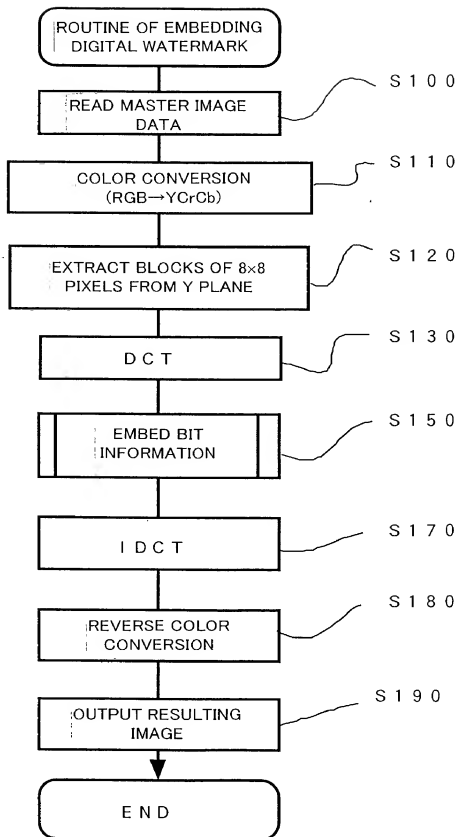 ROUTINE OF EMBEDDING
DIGITAL WATERMARK
READ MASTER IMAGE
DATA
S100
COLOR CONVERSION
(RGB→YCrCb)
S110
EXTRACT BLOCKS OF 8×8
PIXELS FROM Y PLANE
S120
DCT
S130
EMBED BIT
INFORMATION
S150
IDCT
S170
REVERSE COLOR
CONVERSION
S180
OUTPUT RESULTING
IMAGE
S190
END